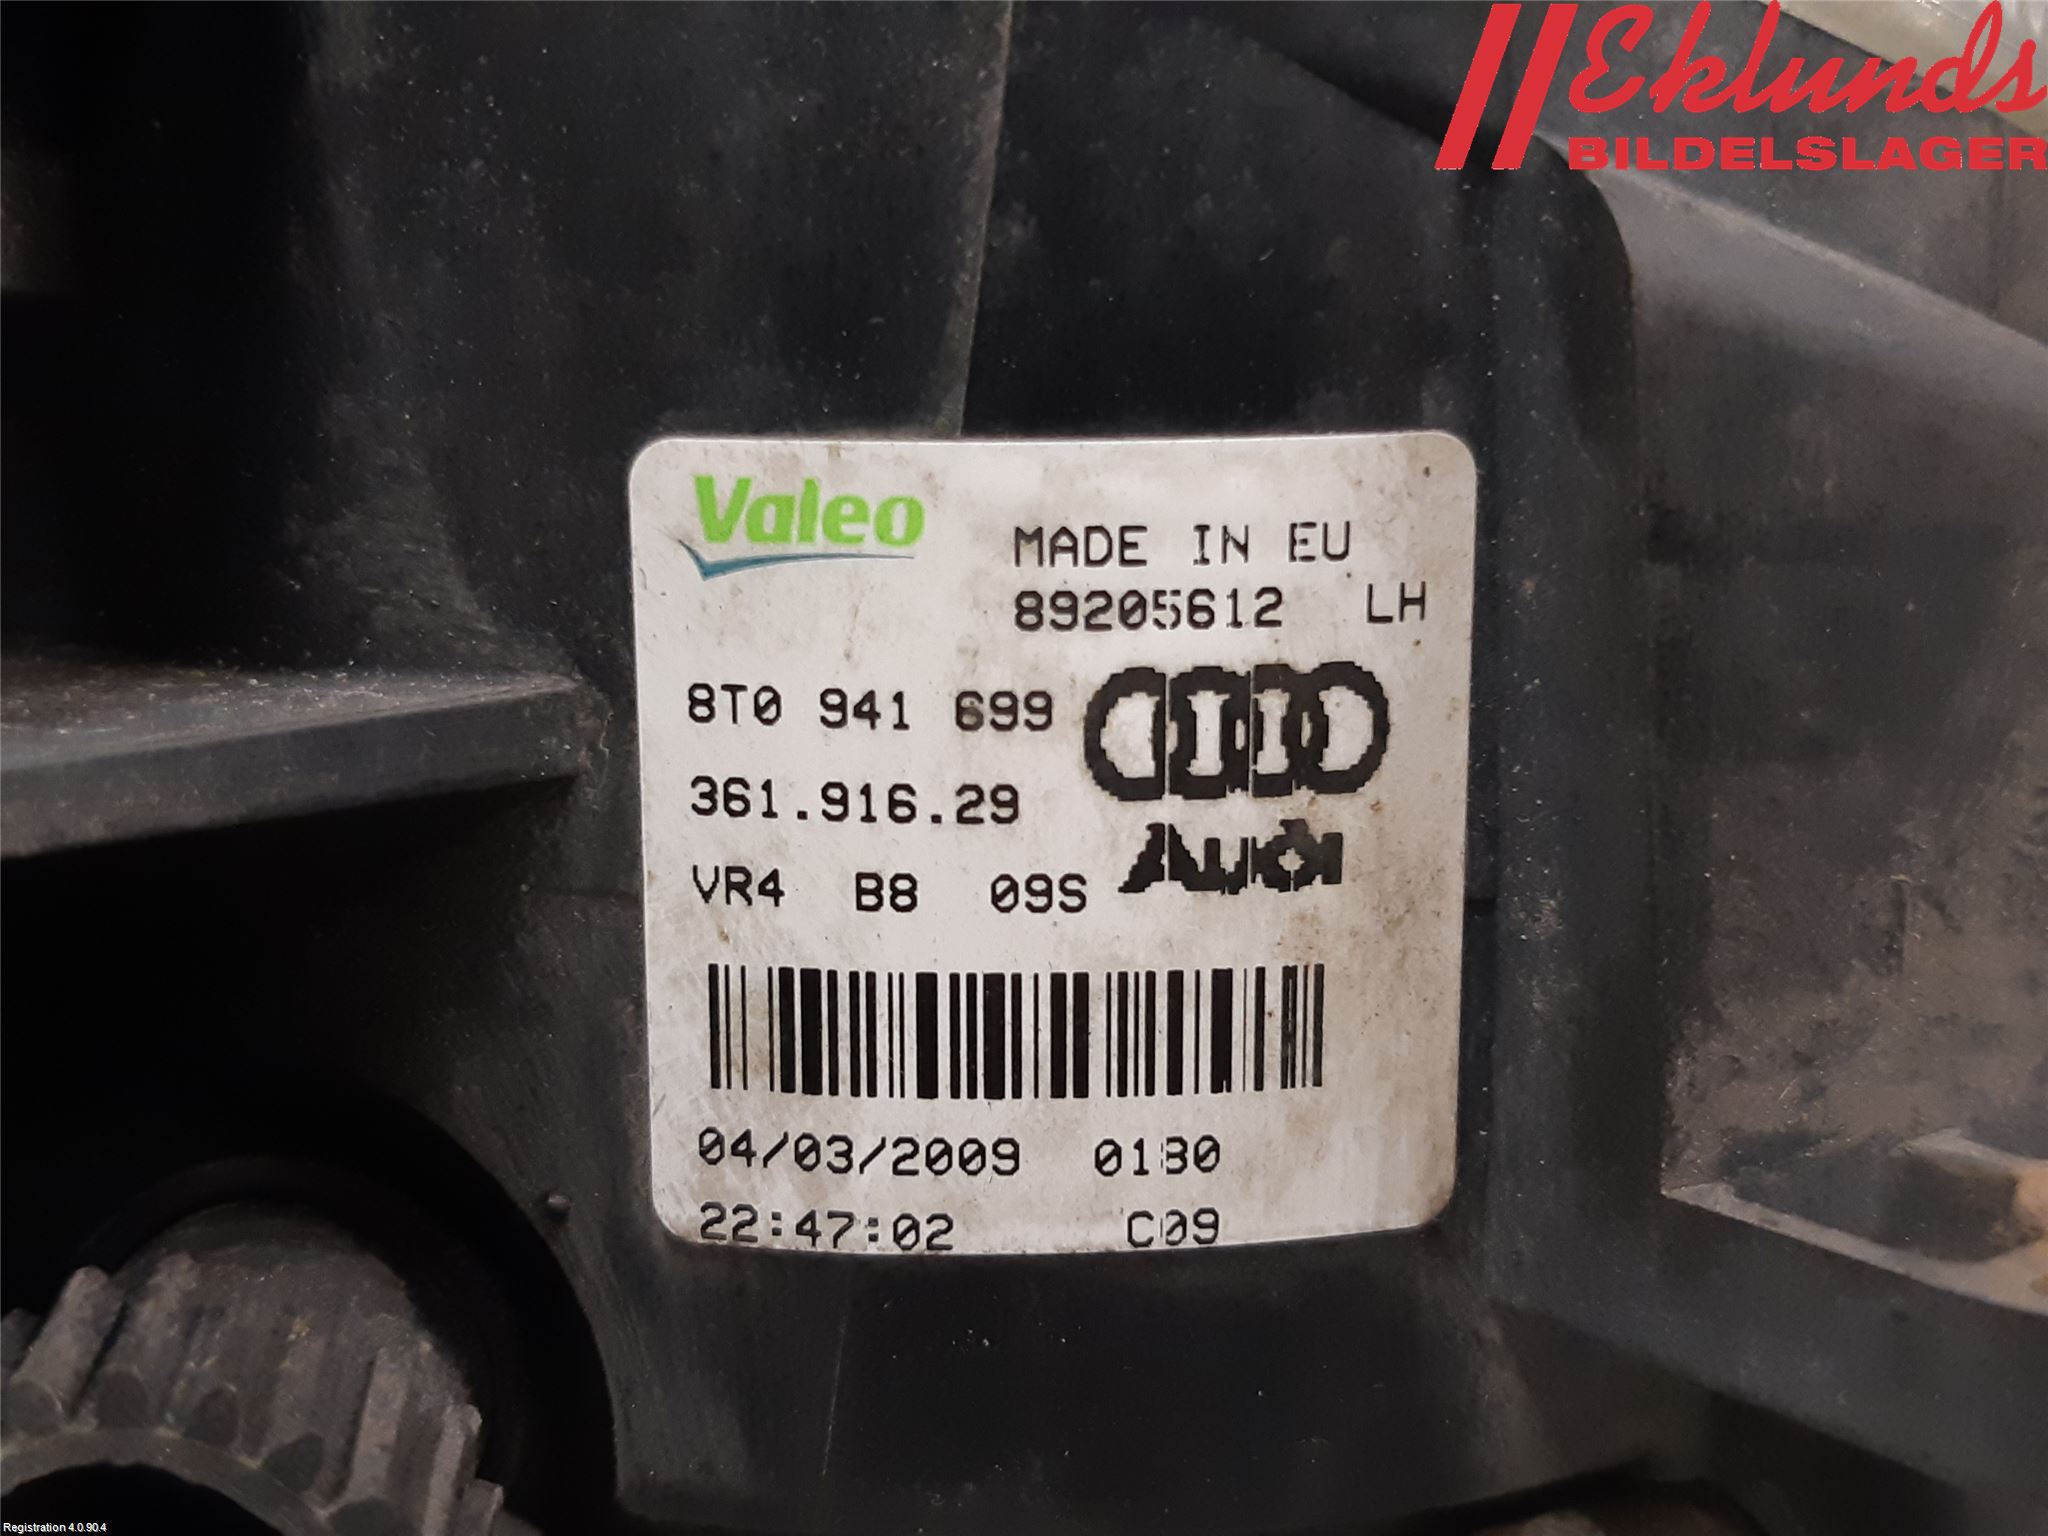 Eklunds
BILDELSLAGER
Valeo
MADE IN EU
89205612 LH
8T0 941 699
361.916.29
Audi
VR4 B8 09S
04/03/2009 0180
22:47:02 C09
Registration 4.0.90.4